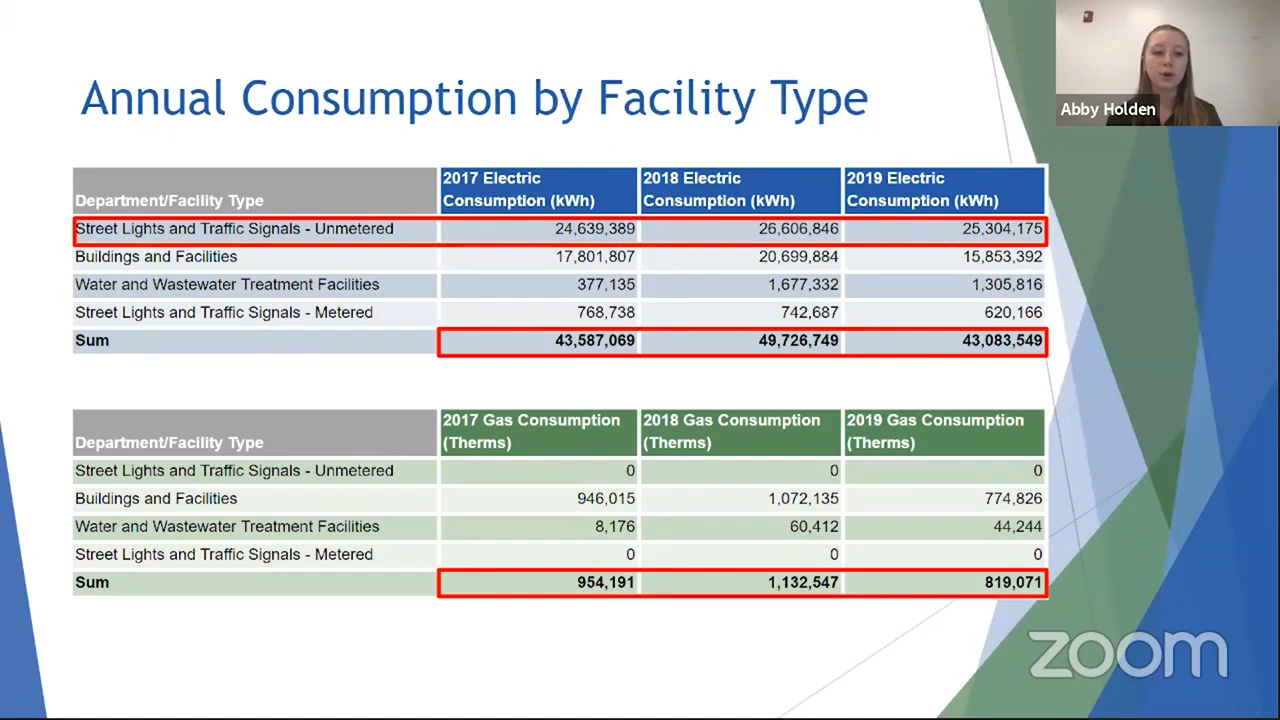 Annual Consumption by Facility Type
Abby Holden
Department/Facility Type 2017 Electric Consumption (kWh) 2018 Electric Consumption (kWh) 2019 Electric Consumption (kWh)
Street Lights and Traffic Signals - Unmetered 24,639,389 26,606,846 25,304,175
Buildings and Facilities 17,801,807 20,699,884 15,853,392
Water and Wastewater Treatment Facilities 377,135 1,677,332 1,305,816
Street Lights and Traffic Signals - Metered 768,738 742,687 620,166
Sum 43,587,069 49,726,749 43,083,549
Department/Facility Type 2017 Gas Consumption (Therms) 2018 Gas Consumption (Therms) 2019 Gas Consumption (Therms)
Street Lights and Traffic Signals - Unmetered 0 0 0
Buildings and Facilities 946,015 1,072,135 774,826
Water and Wastewater Treatment Facilities 8,176 60,412 44,244
Street Lights and Traffic Signals - Metered 0 0 0
Sum 954,191 1,132,547 819,071
zoom